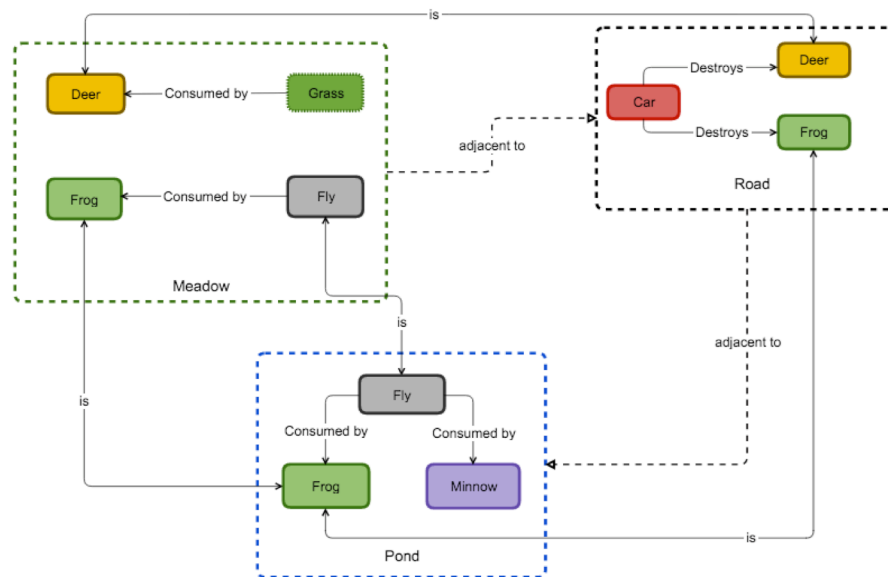 is
Deer
Consumed by
Grass
Destroys
Deer
Car
adjacent to
Destroys
Frog
Frog
Consumed by
Fly
Road
Meadow
is
adjacent to
Fly
is
Consumed by
Consumed by
Frog
Minnow
is
Pond